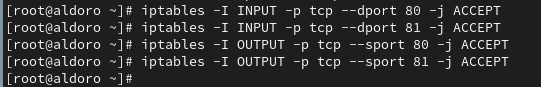 [root@aldoro ~]# iptables -I INPUT -p tcp --dport 80 -j ACCEPT
[root@aldoro ~]# iptables -I INPUT -p tcp --dport 81 -j ACCEPT
[root@aldoro ~]# iptables -I OUTPUT -p tcp --sport 80 -j ACCEPT
[root@aldoro ~]# iptables -I OUTPUT -p tcp --sport 81 -j ACCEPT
[root@aldoro ~]#